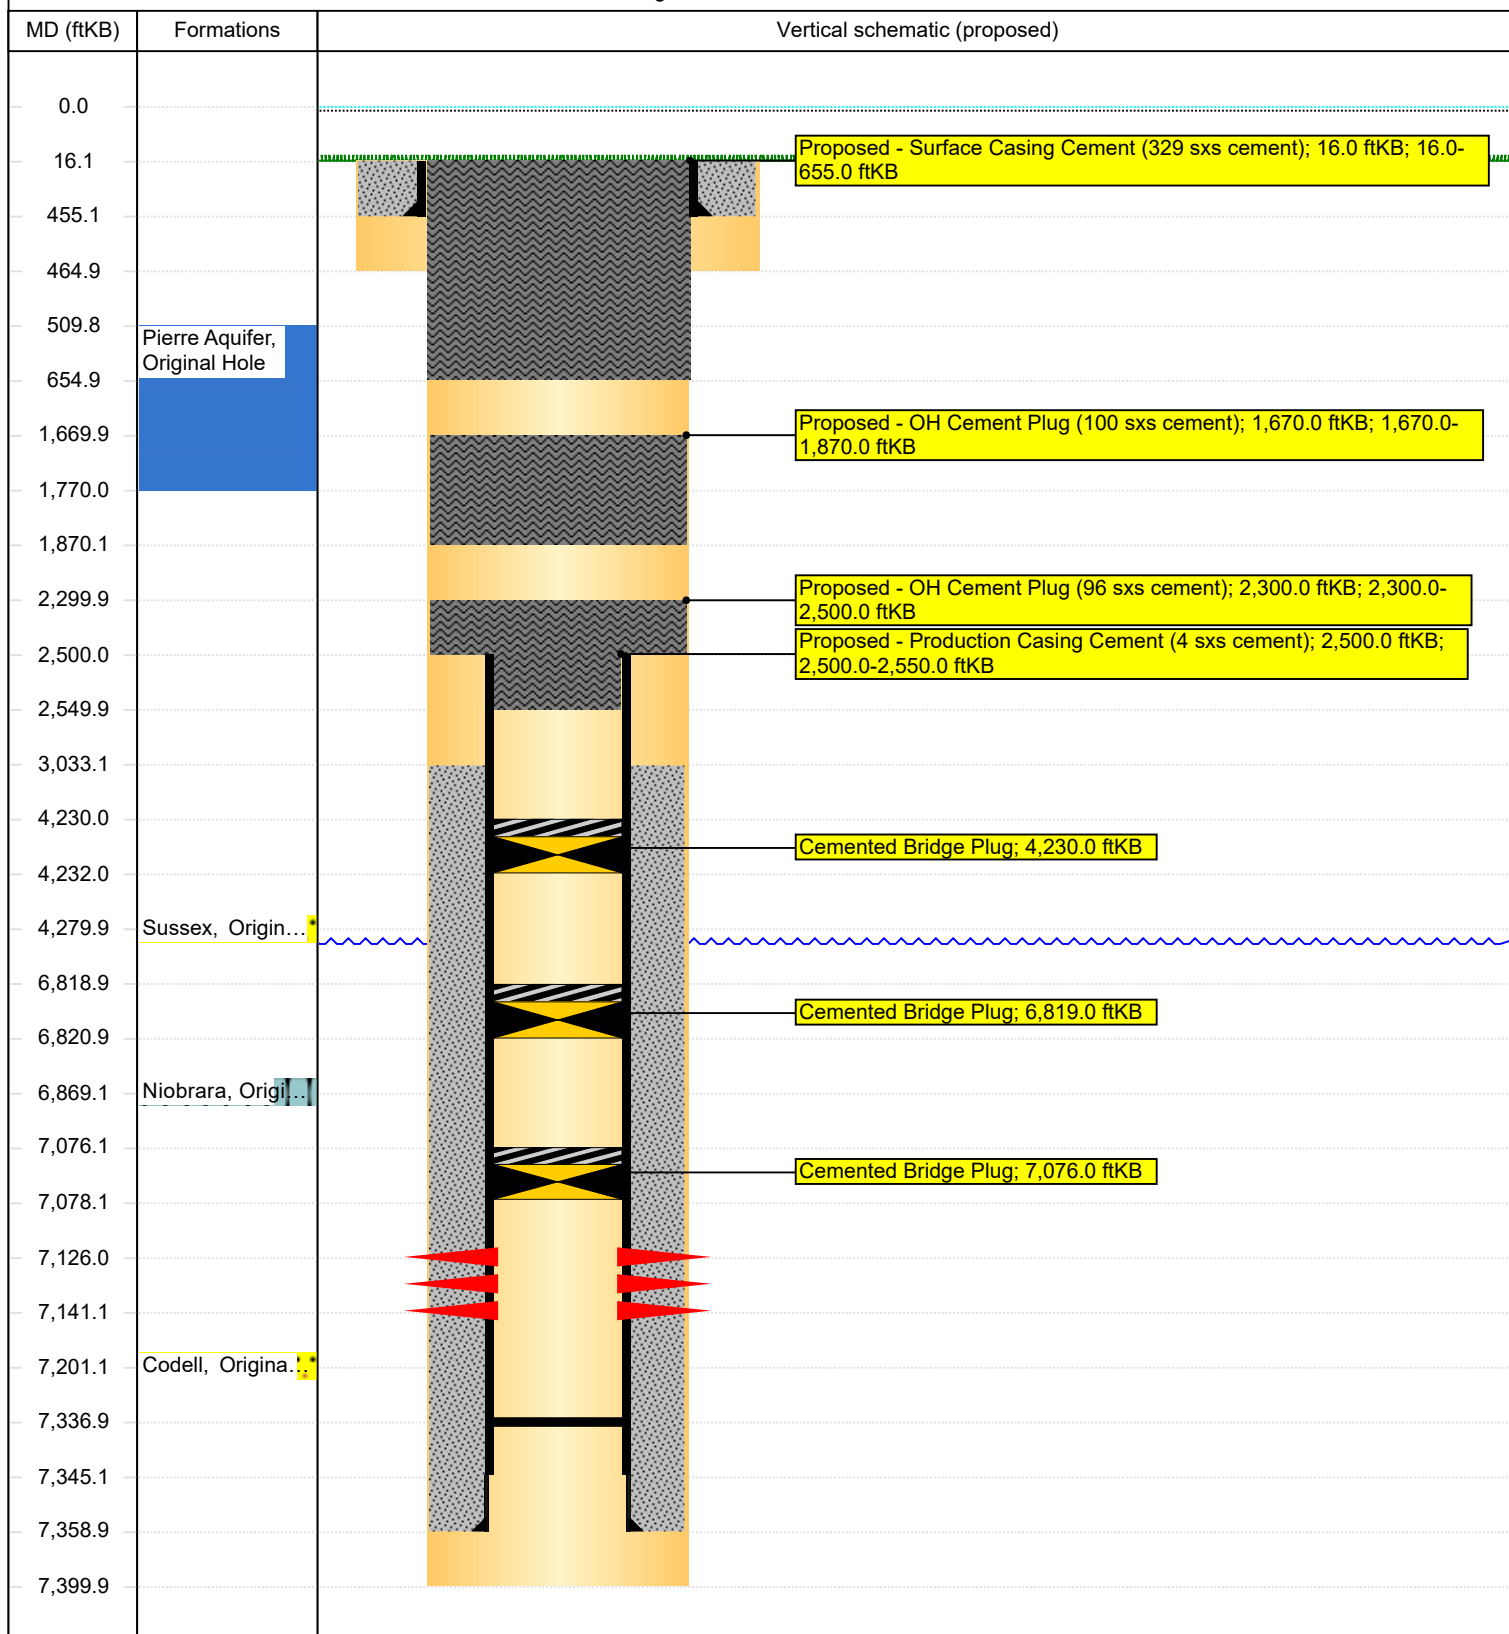 MD (ftKB)
Formations
Vertical schematic (proposed)
0.0
16.1
Proposed - Surface Casing Cement (329 sxs cement); 16.0 ftKB; 16.0-
655.0 ftKB
455.1
464.9
509.8
Pierre Aquifer,
Original Hole
654.9
1,669.9
Proposed - OH Cement Plug (100 sxs cement); 1,670.0 ftKB; 1,670.0-
1,870.0 ftKB
1,770.0
1,870.1
2,299.9
Proposed - OH Cement Plug (96 sxs cement); 2,300.0 ftKB; 2,300.0-
2,500.0 ftKB
2,500.0
Proposed - Production Casing Cement (4 sxs cement); 2,500.0 ftKB;
2,500.0-2,550.0 ftKB
2,549.9
3,033.1
4,230.0
Cemented Bridge Plug; 4,230.0 ftKB
4,232.0
4,279.9
Sussex, Origin...
6,818.9
Cemented Bridge Plug; 6,819.0 ftKB
6,820.9
6,869.1
Niobrara, Origi...
7,076.1
Cemented Bridge Plug; 7,076.0 ftKB
7,078.1
7,126.0
7,141.1
7,201.1
Codell, Origina...
7,336.9
7,345.1
7,358.9
7,399.9